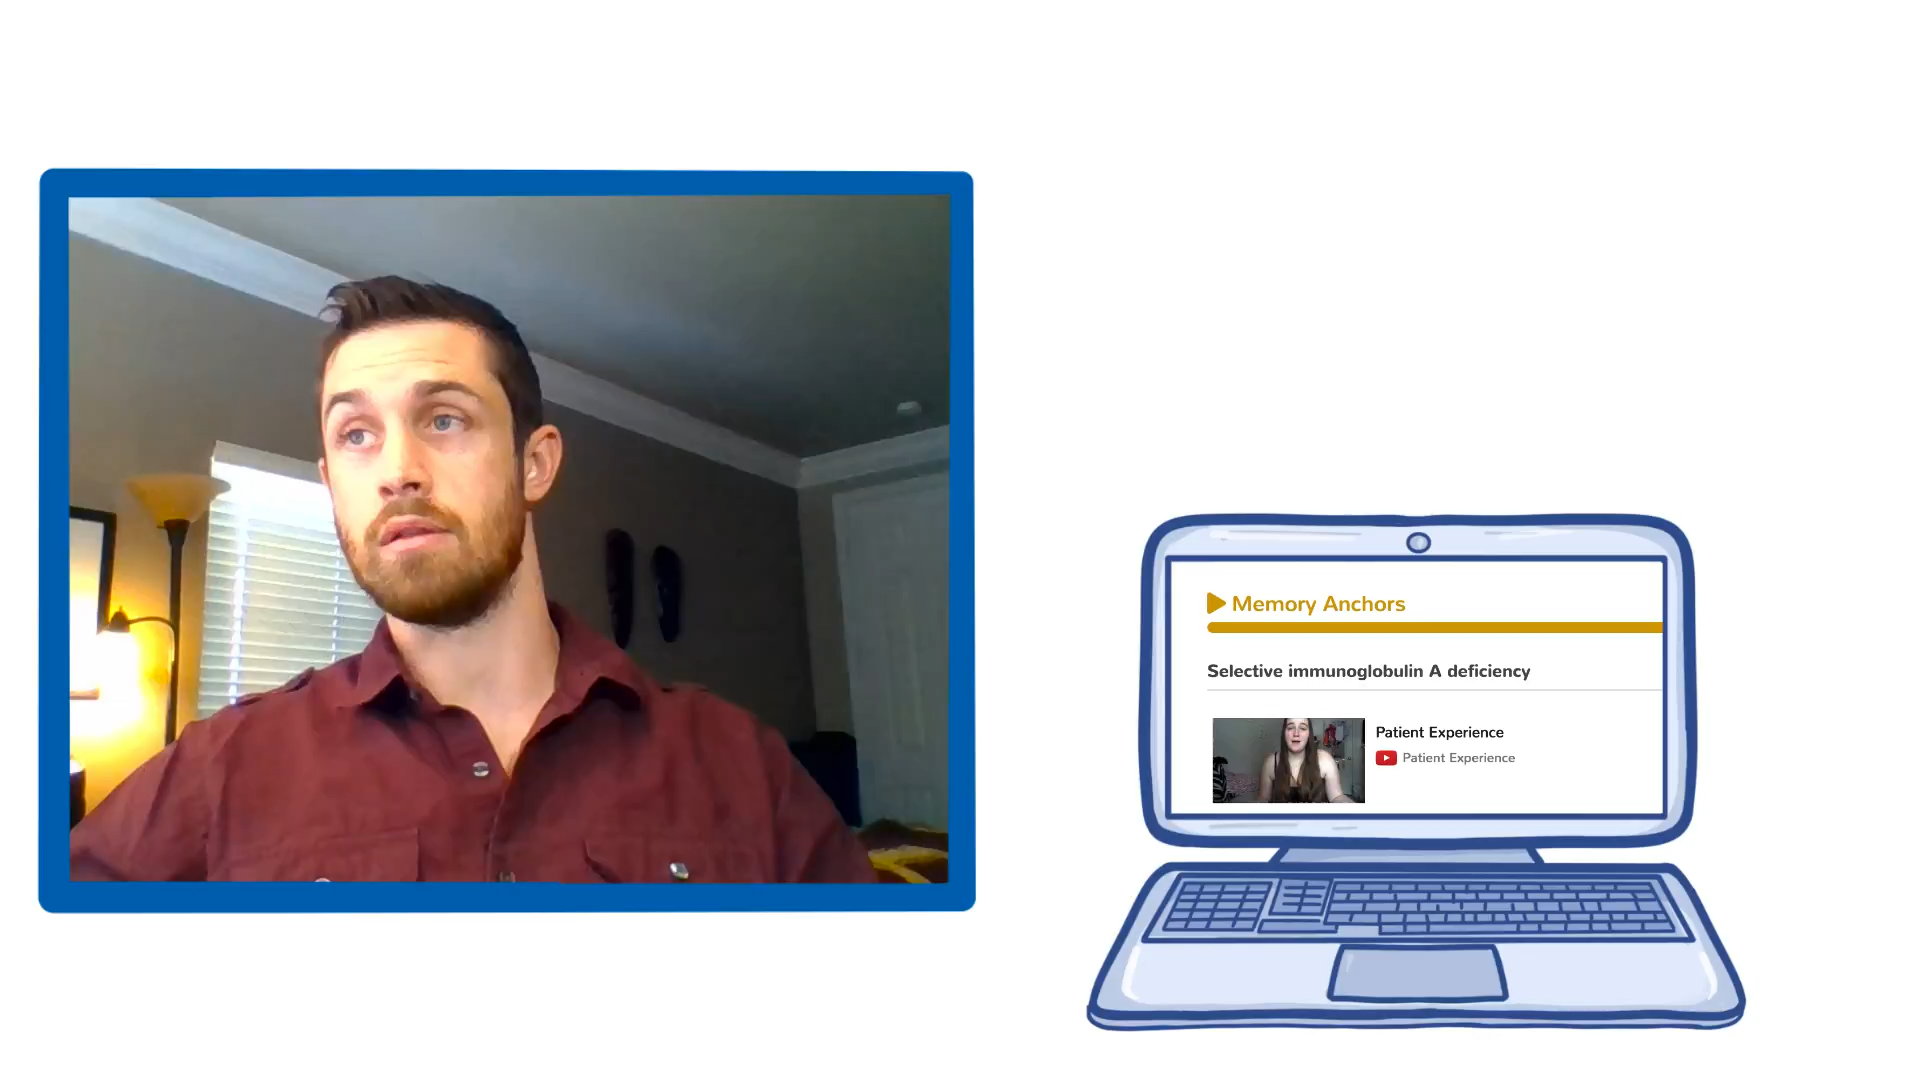 Memory Anchors
Selective immunoglobulin A deficiency
Patient Experience
Patient Experience